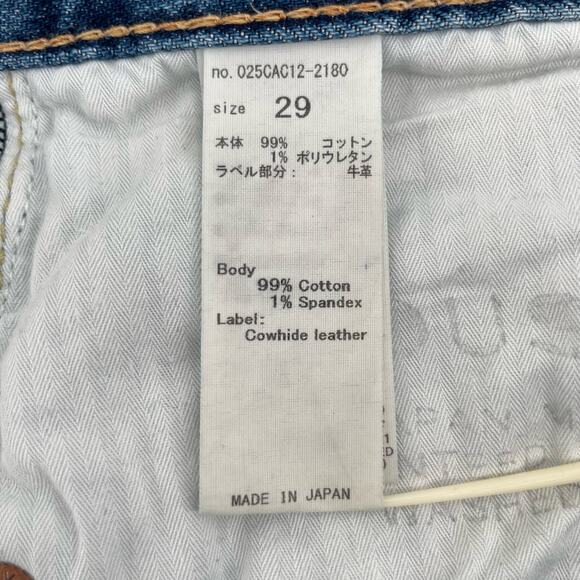 no. 025CAC12-2180
size 29
本体 99% コットン
1% ポリウレタン
ラベル部分： 牛革
Body
99% Cotton
1% Spandex
Label:
Cowhide leather
MADE IN JAPAN